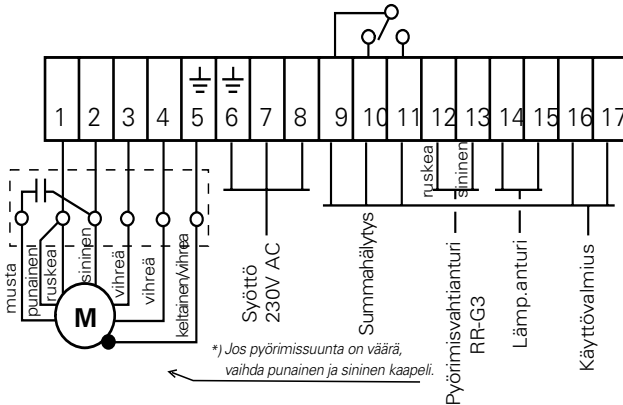 1 2 3 4 5 6 7 8 9 10 11 12 13 14 15 16 17
ruskea
sininen
musta
punainen
ruskea
sininen
vihreä
vihreä
keltainen/vihrea
M
Syöttö
230V AC
Summahälytys
Pyörimisvahtianturi
RR-G3
Lämp.anturi
Käyttövalmius
*) Jos pyörimissuunta on väärä,
vaihda punainen ja sininen kaapeli.